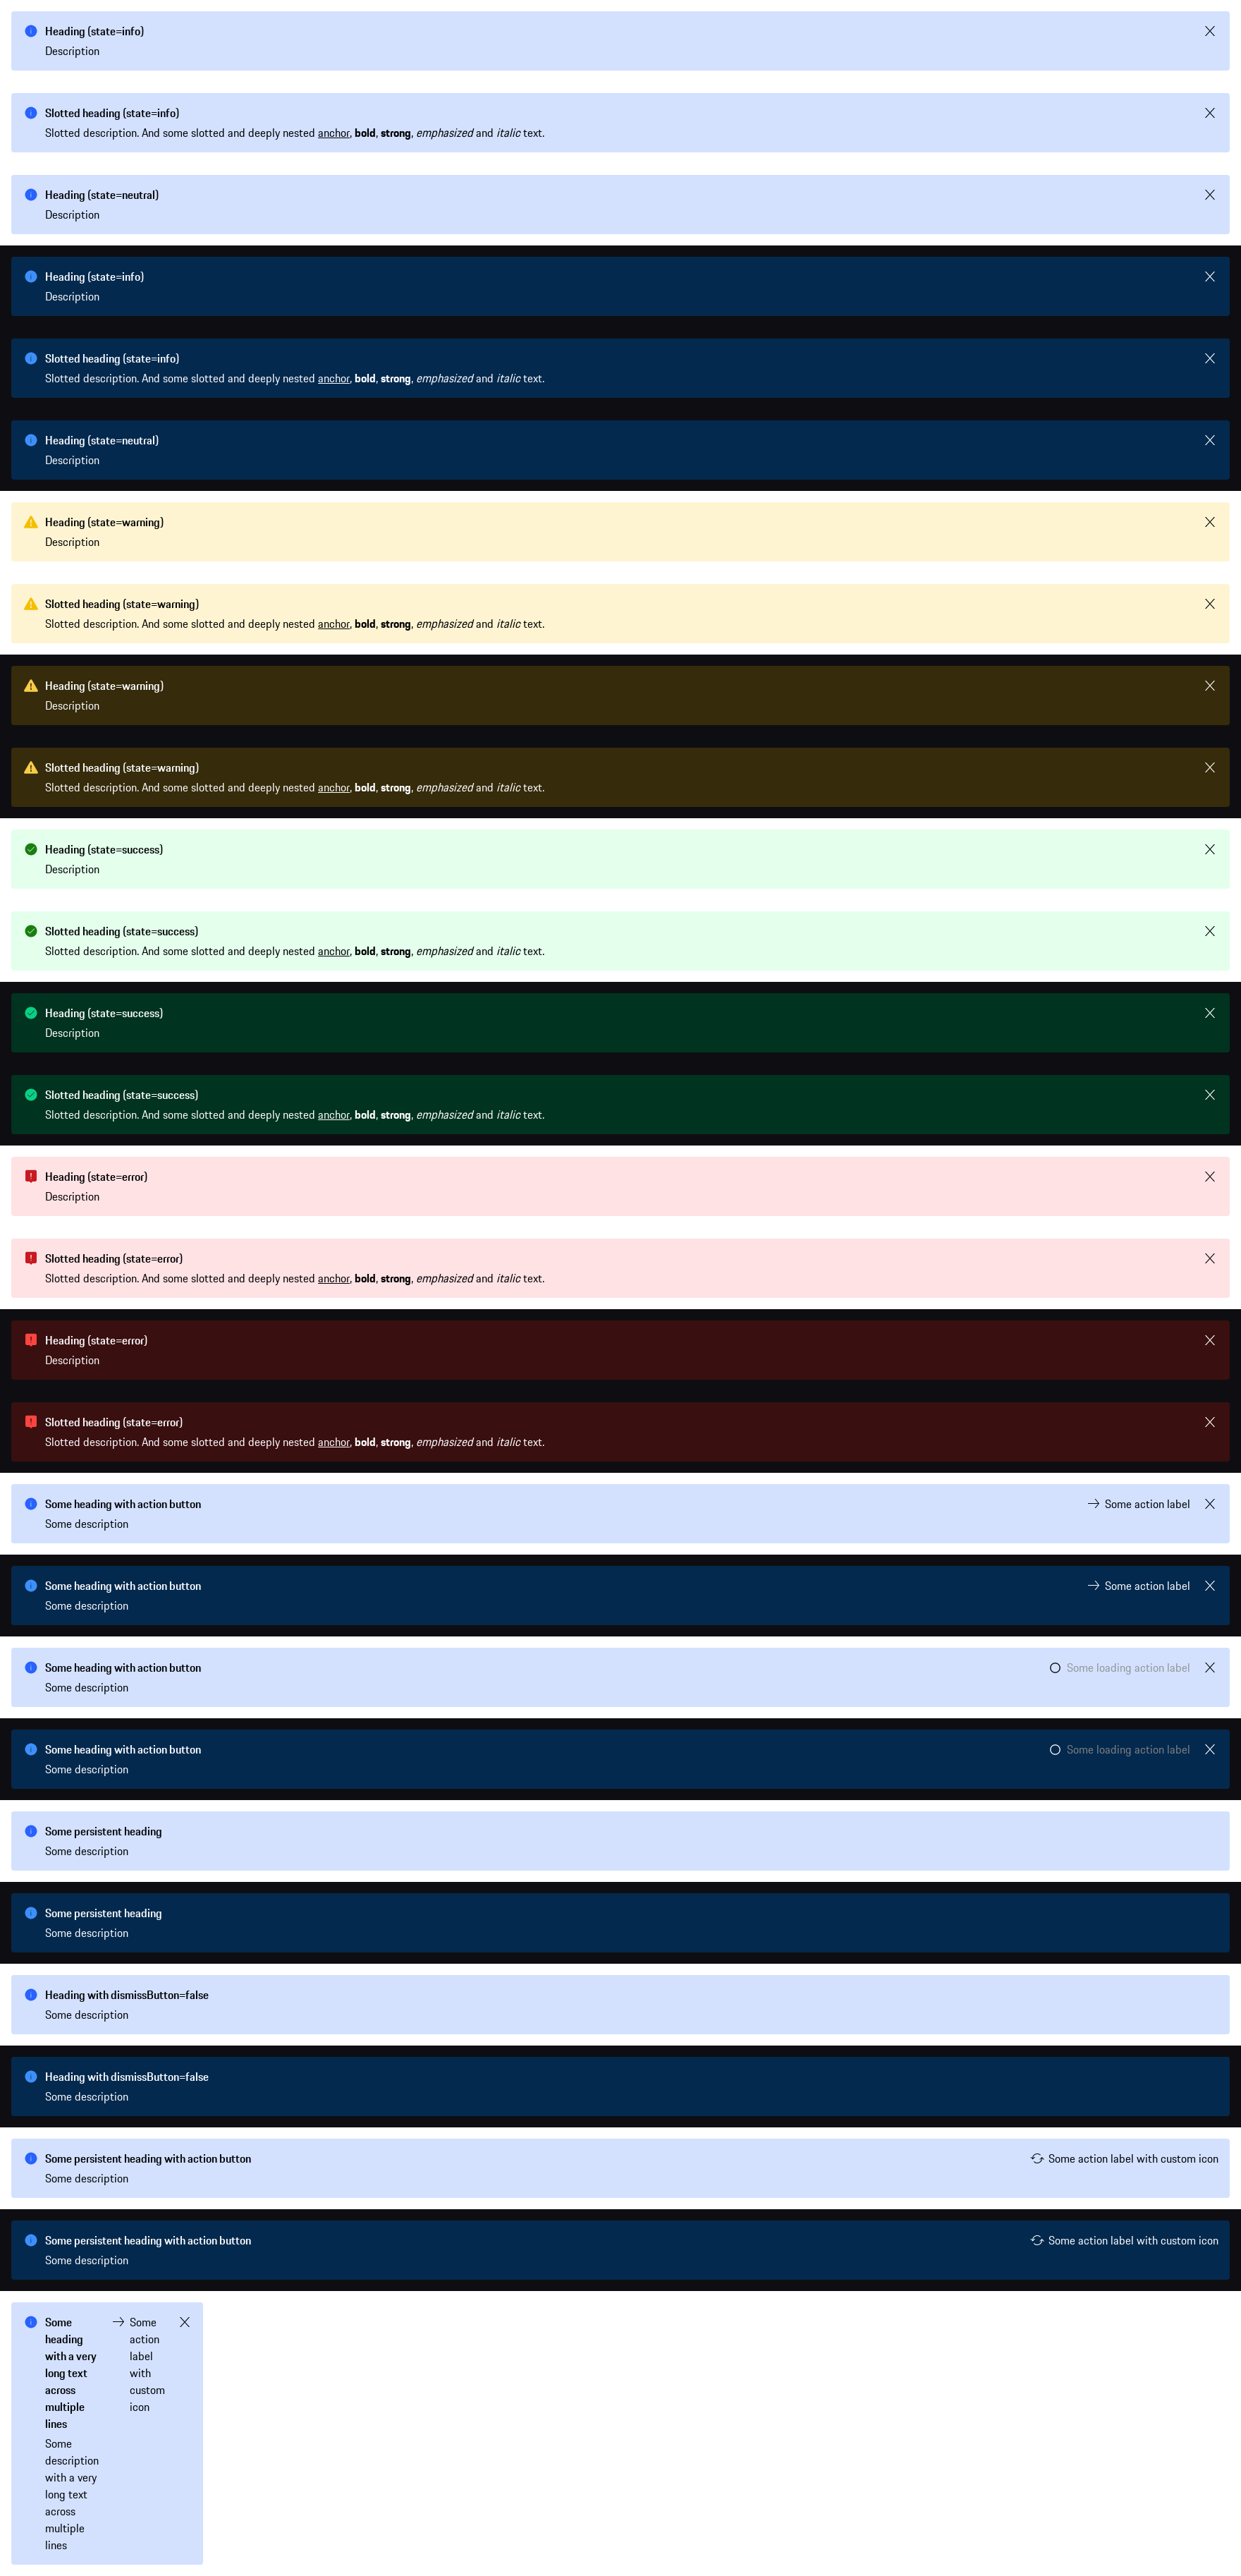 Heading (state=info)
Description
Slotted heading (state=info)
Slotted description. And some slotted and deeply nested anchor, bold, strong, emphasized and italic text.
Heading (state=neutral)
Description
Heading (state=info)
Description
Slotted heading (state=info)
Slotted description. And some slotted and deeply nested anchor, bold, strong, emphasized and italic text.
Heading (state=neutral)
Description
Heading (state=warning)
Description
Slotted heading (state=warning)
Slotted description. And some slotted and deeply nested anchor, bold, strong, emphasized and italic text.
Heading (state=warning)
Description
Slotted heading (state=warning)
Slotted description. And some slotted and deeply nested anchor, bold, strong, emphasized and italic text.
Heading (state=success)
Description
Slotted heading (state=success)
Slotted description. And some slotted and deeply nested anchor, bold, strong, emphasized and italic text.
Heading (state=success)
Description
Slotted heading (state=success)
Slotted description. And some slotted and deeply nested anchor, bold, strong, emphasized and italic text.
Heading (state=error)
Description
Slotted heading (state=error)
Slotted description. And some slotted and deeply nested anchor, bold, strong, emphasized and italic text.
Heading (state=error)
Description
Slotted heading (state=error)
Slotted description. And some slotted and deeply nested anchor, bold, strong, emphasized and italic text.
Some heading with action button
Some action label
Some description
Some heading with action button
Some action label
Some description
Some heading with action button
Some loading action label
Some description
Some heading with action button
Some loading action label
Some description
Some persistent heading
Some description
Some persistent heading
Some description
Heading with dismissButton=false
Some description
Heading with dismissButton=false
Some description
Some persistent heading with action button
Some action label with custom icon
Some description
Some persistent heading with action button
Some action label with custom icon
Some description
Some
heading
with a very
long text
across
multiple
lines
Some
description
with a very
long text
across
multiple
lines
Some
action
label
with
custom
icon